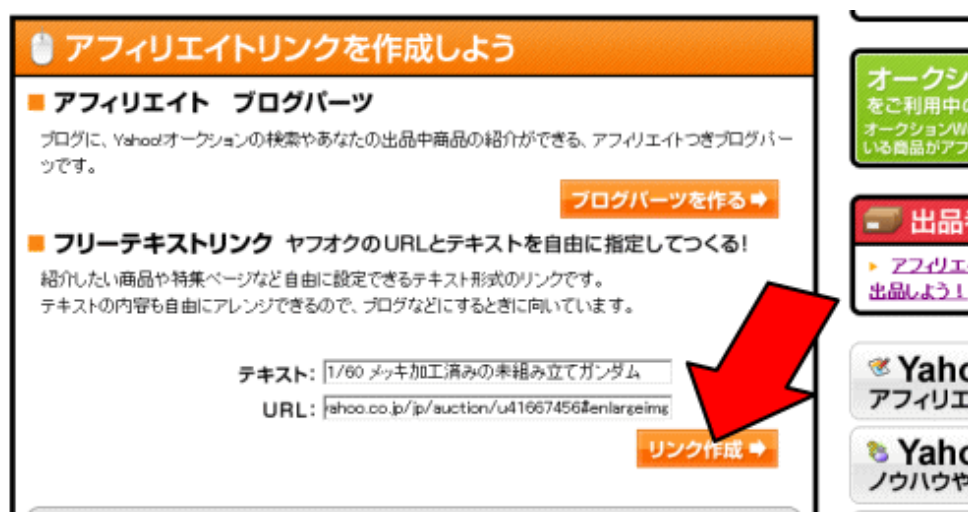 アフィリエイトリンクを作成しよう
アフィリエイト ブログパーツ
ブログに、Yahoo!オークションの検索やあなたの出品中商品の紹介ができる、アフィリエイトつきブログパー
ツです。
ブログパーツを作る
フリーテキストリンク ヤフオクのURLとテキストを自由に指定してつくる!
紹介したい商品や特集ページなど自由に設定できるテキスト形式のリンクです。
テキストの内容も自由にアレンジできるので、ブログなどにするときに向いています。
テキスト: 1/60 メッキ加工済みの未組み立てガンダム
URL: yahoo.co.jp/jp/auction/u41667456#enlargeimg
リンク作成
オークシ
をご利用中の
オークションW
いる商品がアフ
出品
アフィリエ
出品しよう!
Yaho
アフィリエ
Yaho
ノウハウや